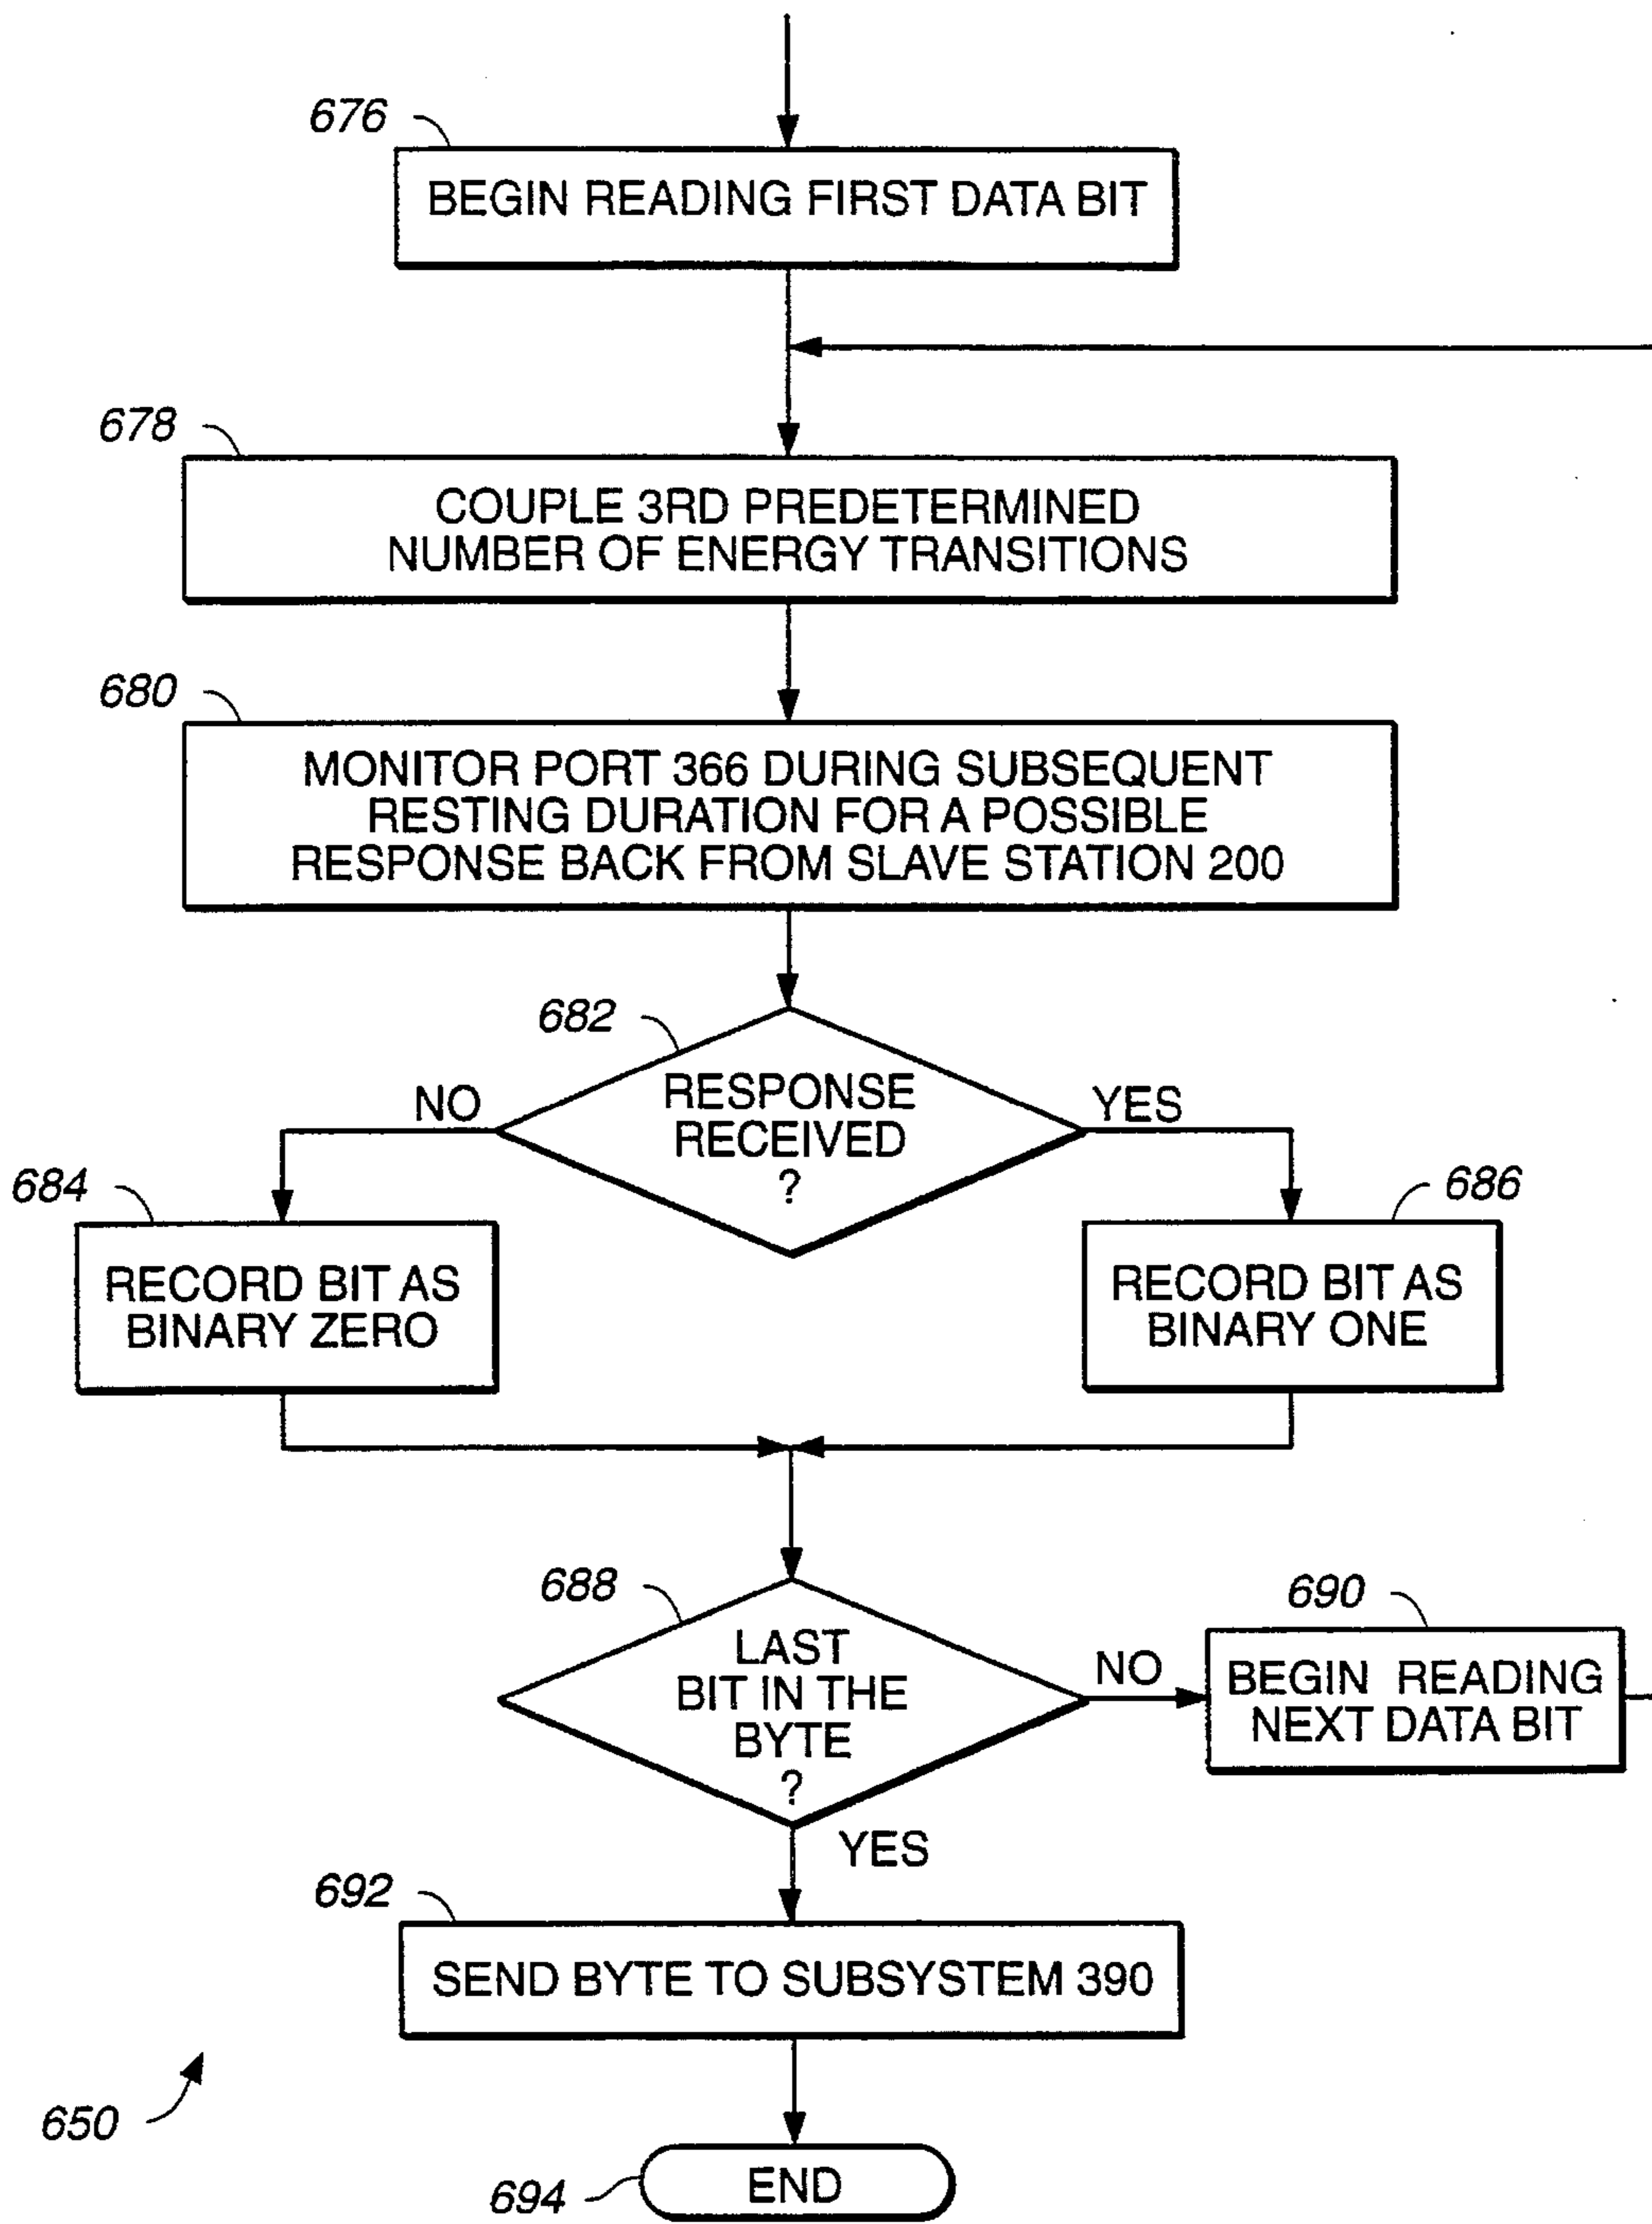 676
BEGIN READING FIRST DATA BIT
678
COUPLE 3RD PREDETERMINED
NUMBER OF ENERGY TRANSITIONS
680
MONITOR PORT 366 DURING SUBSEQUENT
RESTING DURATION FOR A POSSIBLE
RESPONSE BACK FROM SLAVE STATION 200
682
RESPONSE
RECEIVED
?
NO
YES
684
RECORD BIT AS
BINARY ZERO
686
RECORD BIT AS
BINARY ONE
688
LAST
BIT IN THE
BYTE
?
NO
690
BEGIN READING
NEXT DATA BIT
YES
692
SEND BYTE TO SUBSYSTEM 390
650
694
END